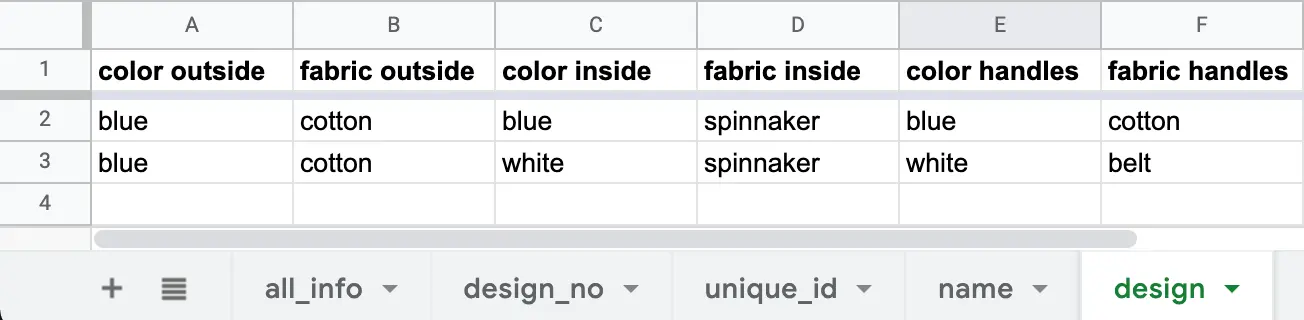 A B C D E F
1 color outside fabric outside color inside fabric inside color handles fabric handles
2 blue cotton blue spinnaker blue cotton
3 blue cotton white spinnaker white belt
4
+ all_info design_no unique_id name design